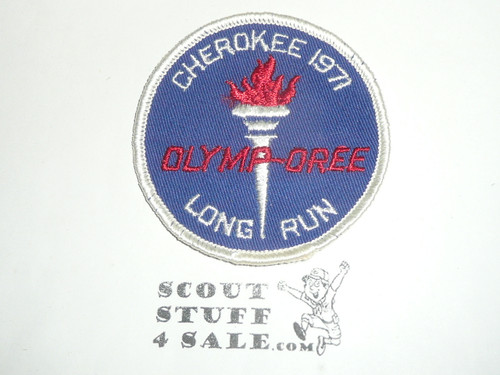 CHEROKEE 1971
OLYMP-OREE
LONG RUN
SCOUT
STUFF
4 SALE.COM